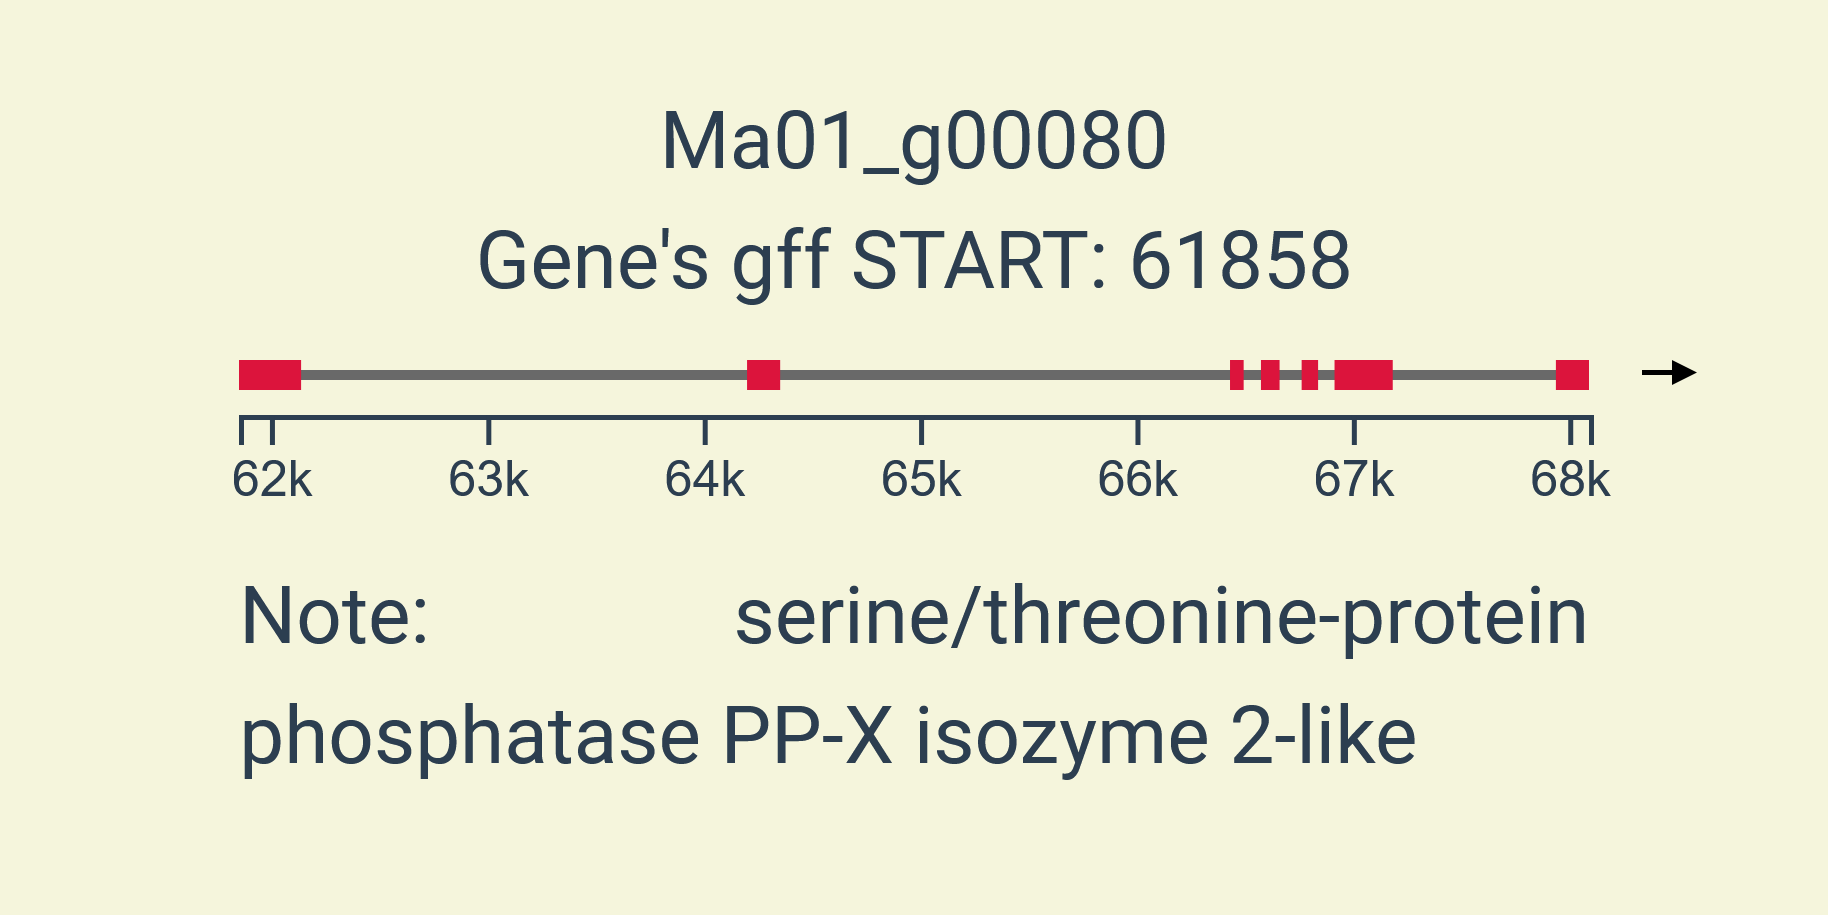 Ma01_g00080
Gene's gff START: 61858
62k 63k 64k 65k 66k 67k 68k
Note: serine/threonine-protein
phosphatase PP-X isozyme 2-like